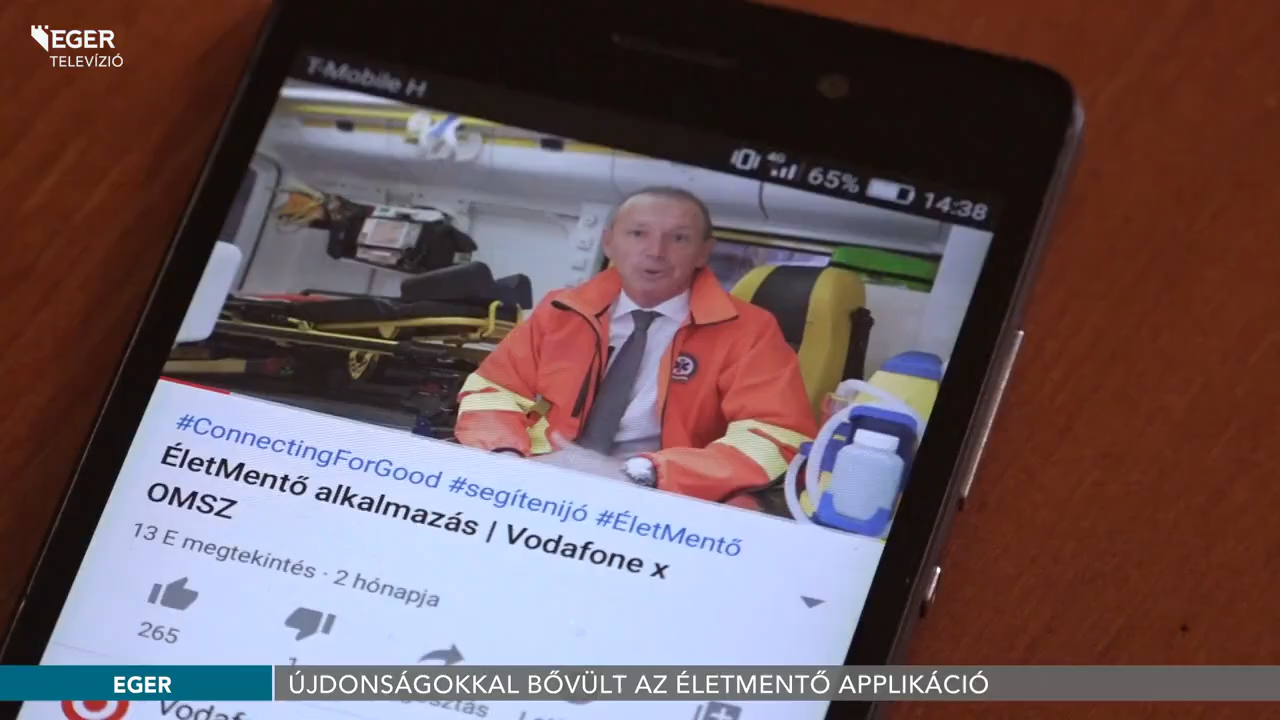 EGER
TELEVÍZIÓ
T-Mobile H
4G 65% 14:38
#ConnectingForGood #segítenijó #ÉletMentő
ÉletMentő alkalmazás | Vodafone x
OMSZ
13 E megtekintés · 2 hónapja
265
EGER
ÚJDONSÁGOKKAL BŐVÜLT AZ ÉLETMENTŐ APPLIKÁCIÓ